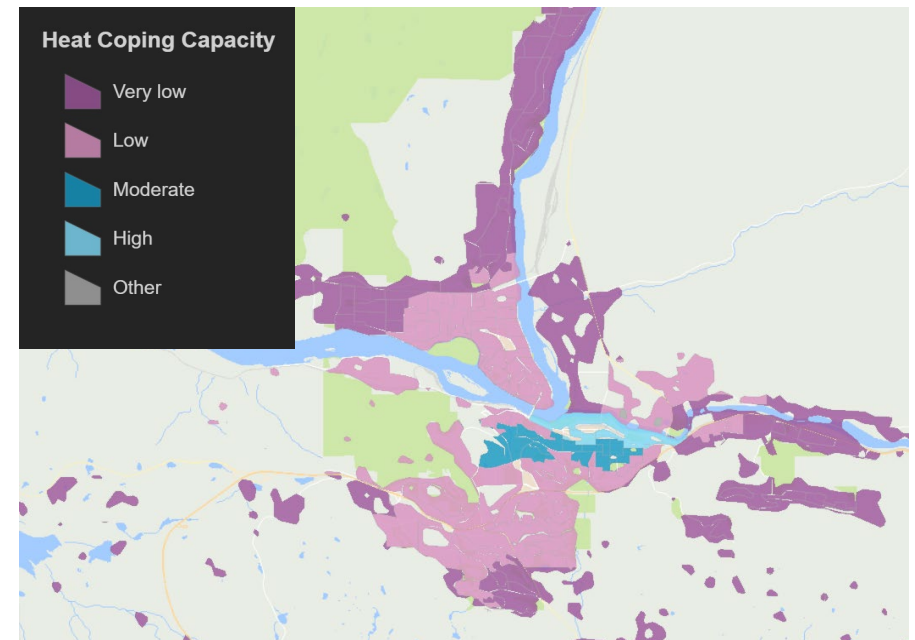 Heat Coping Capacity
Very low
Low
Moderate
High
Other